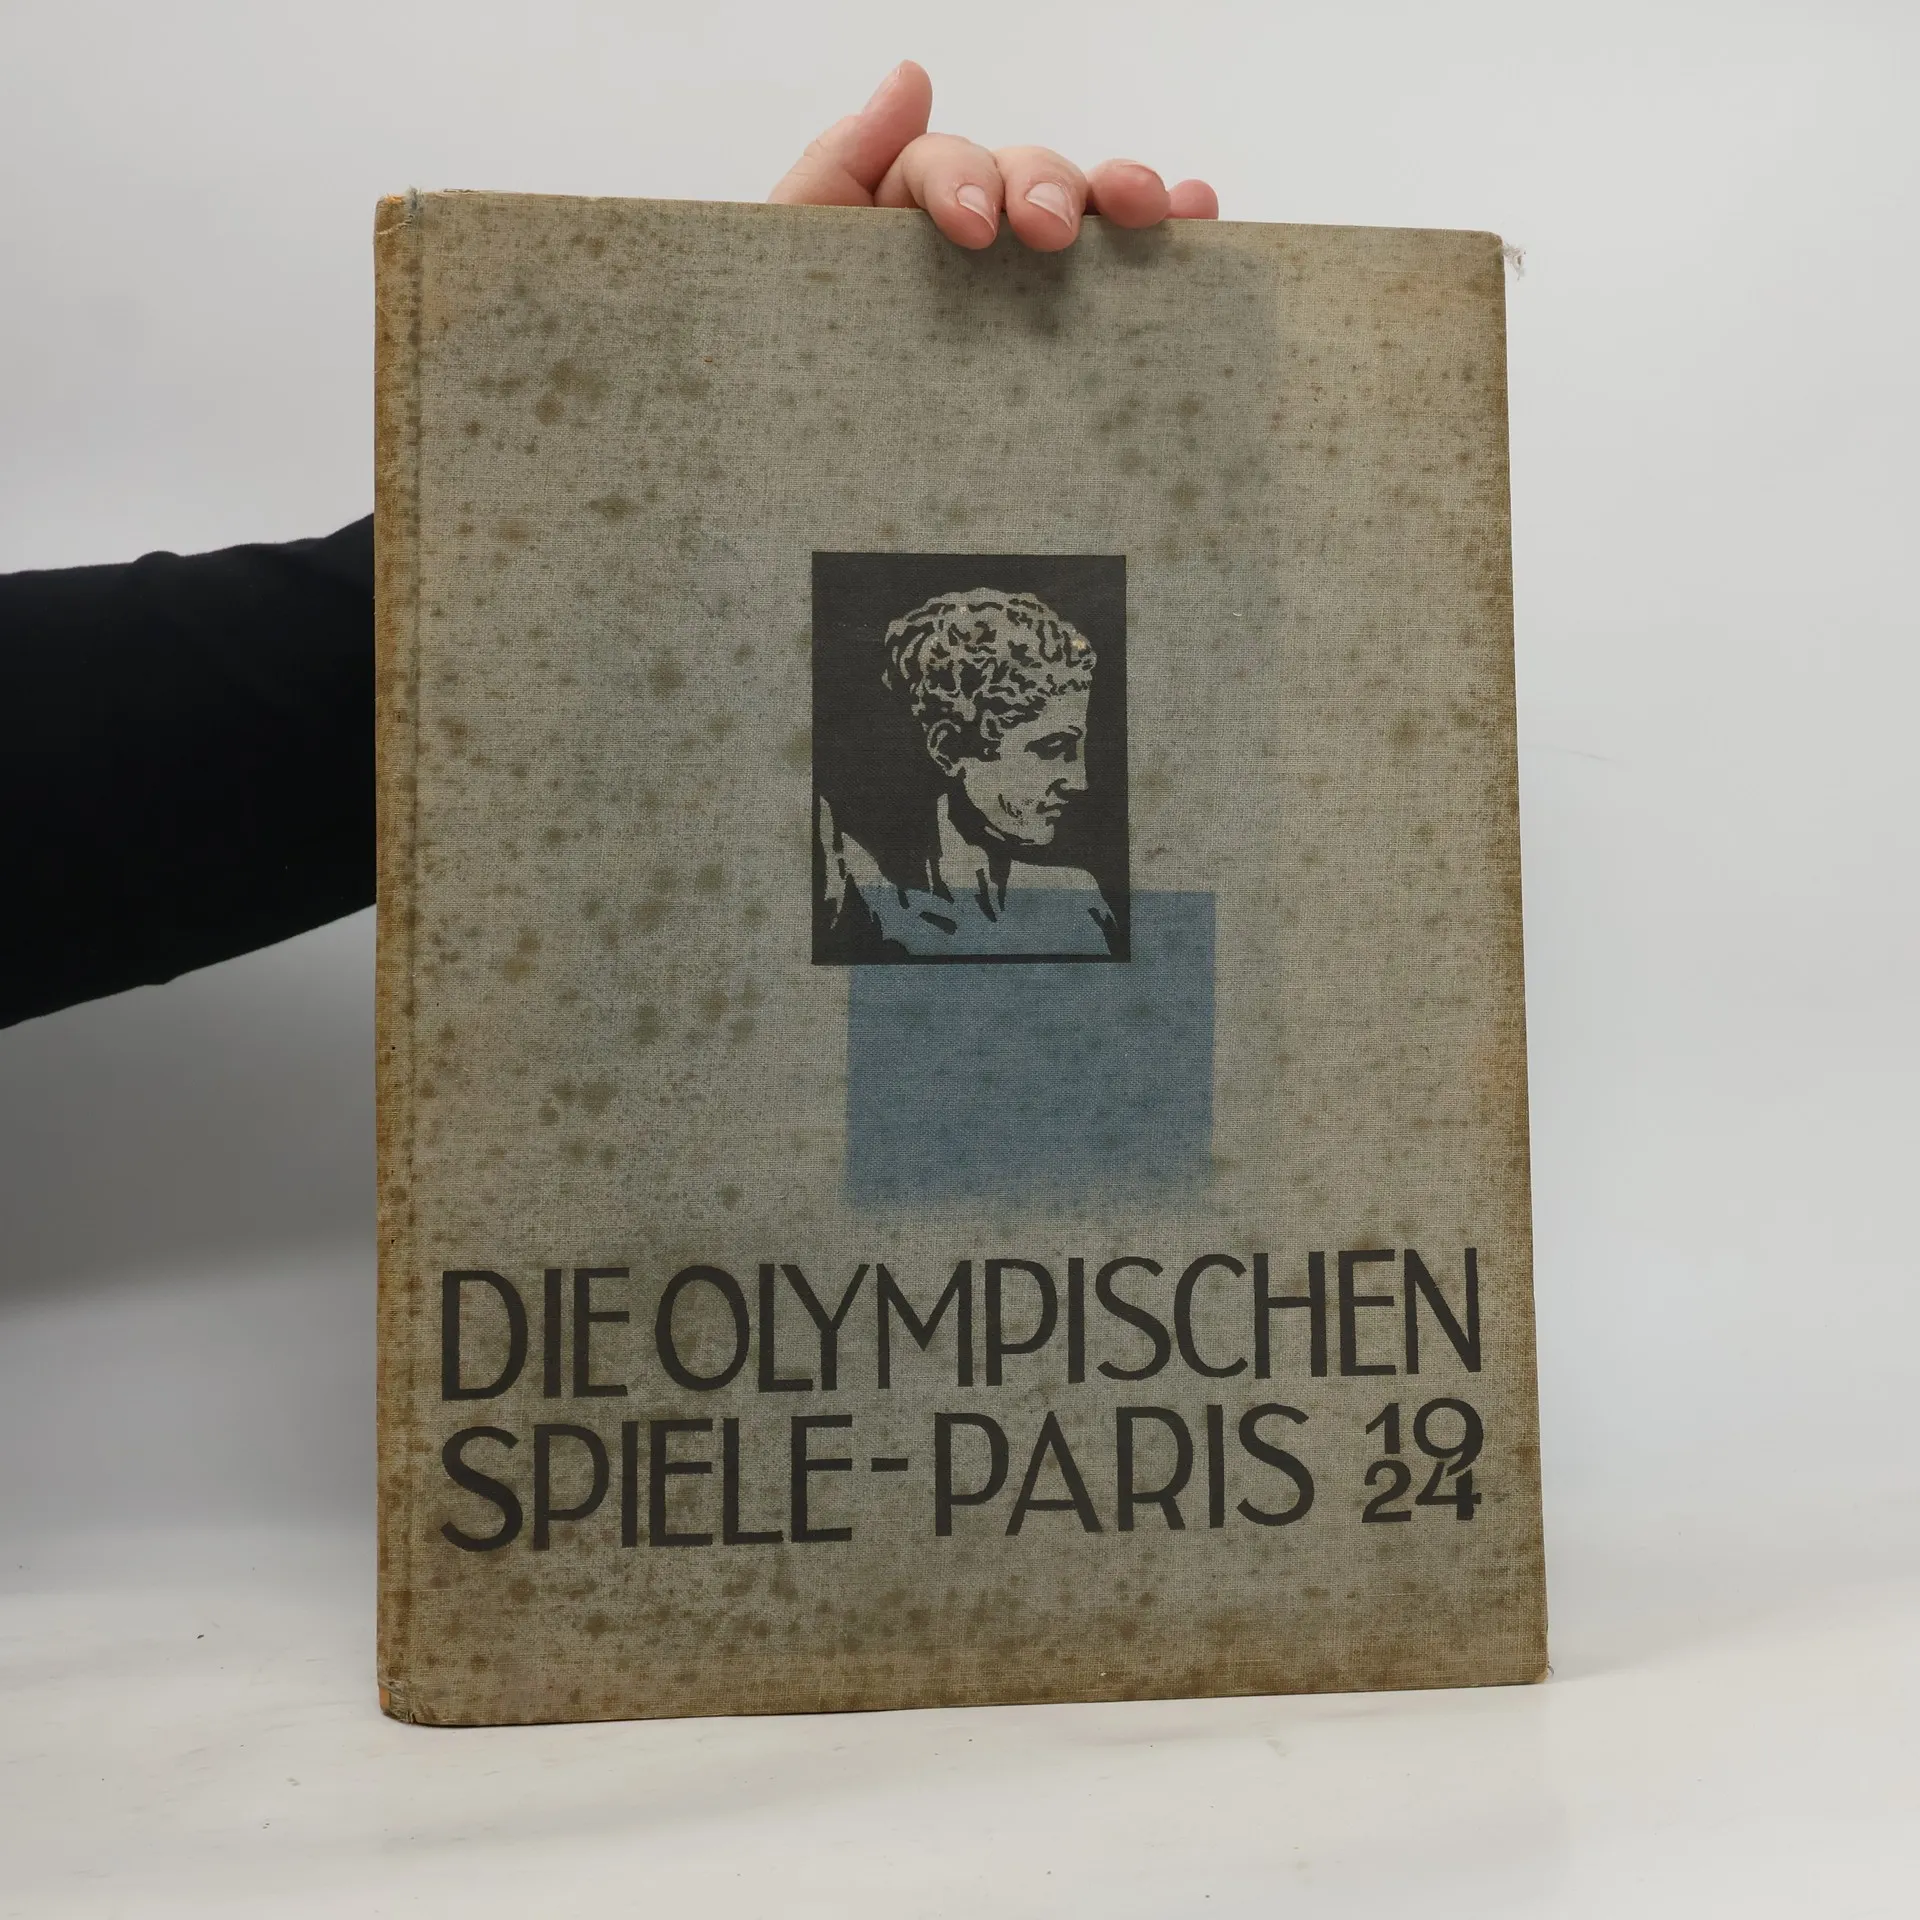 DIE OLYMPISCHEN
SPIELE-PARIS 19
24